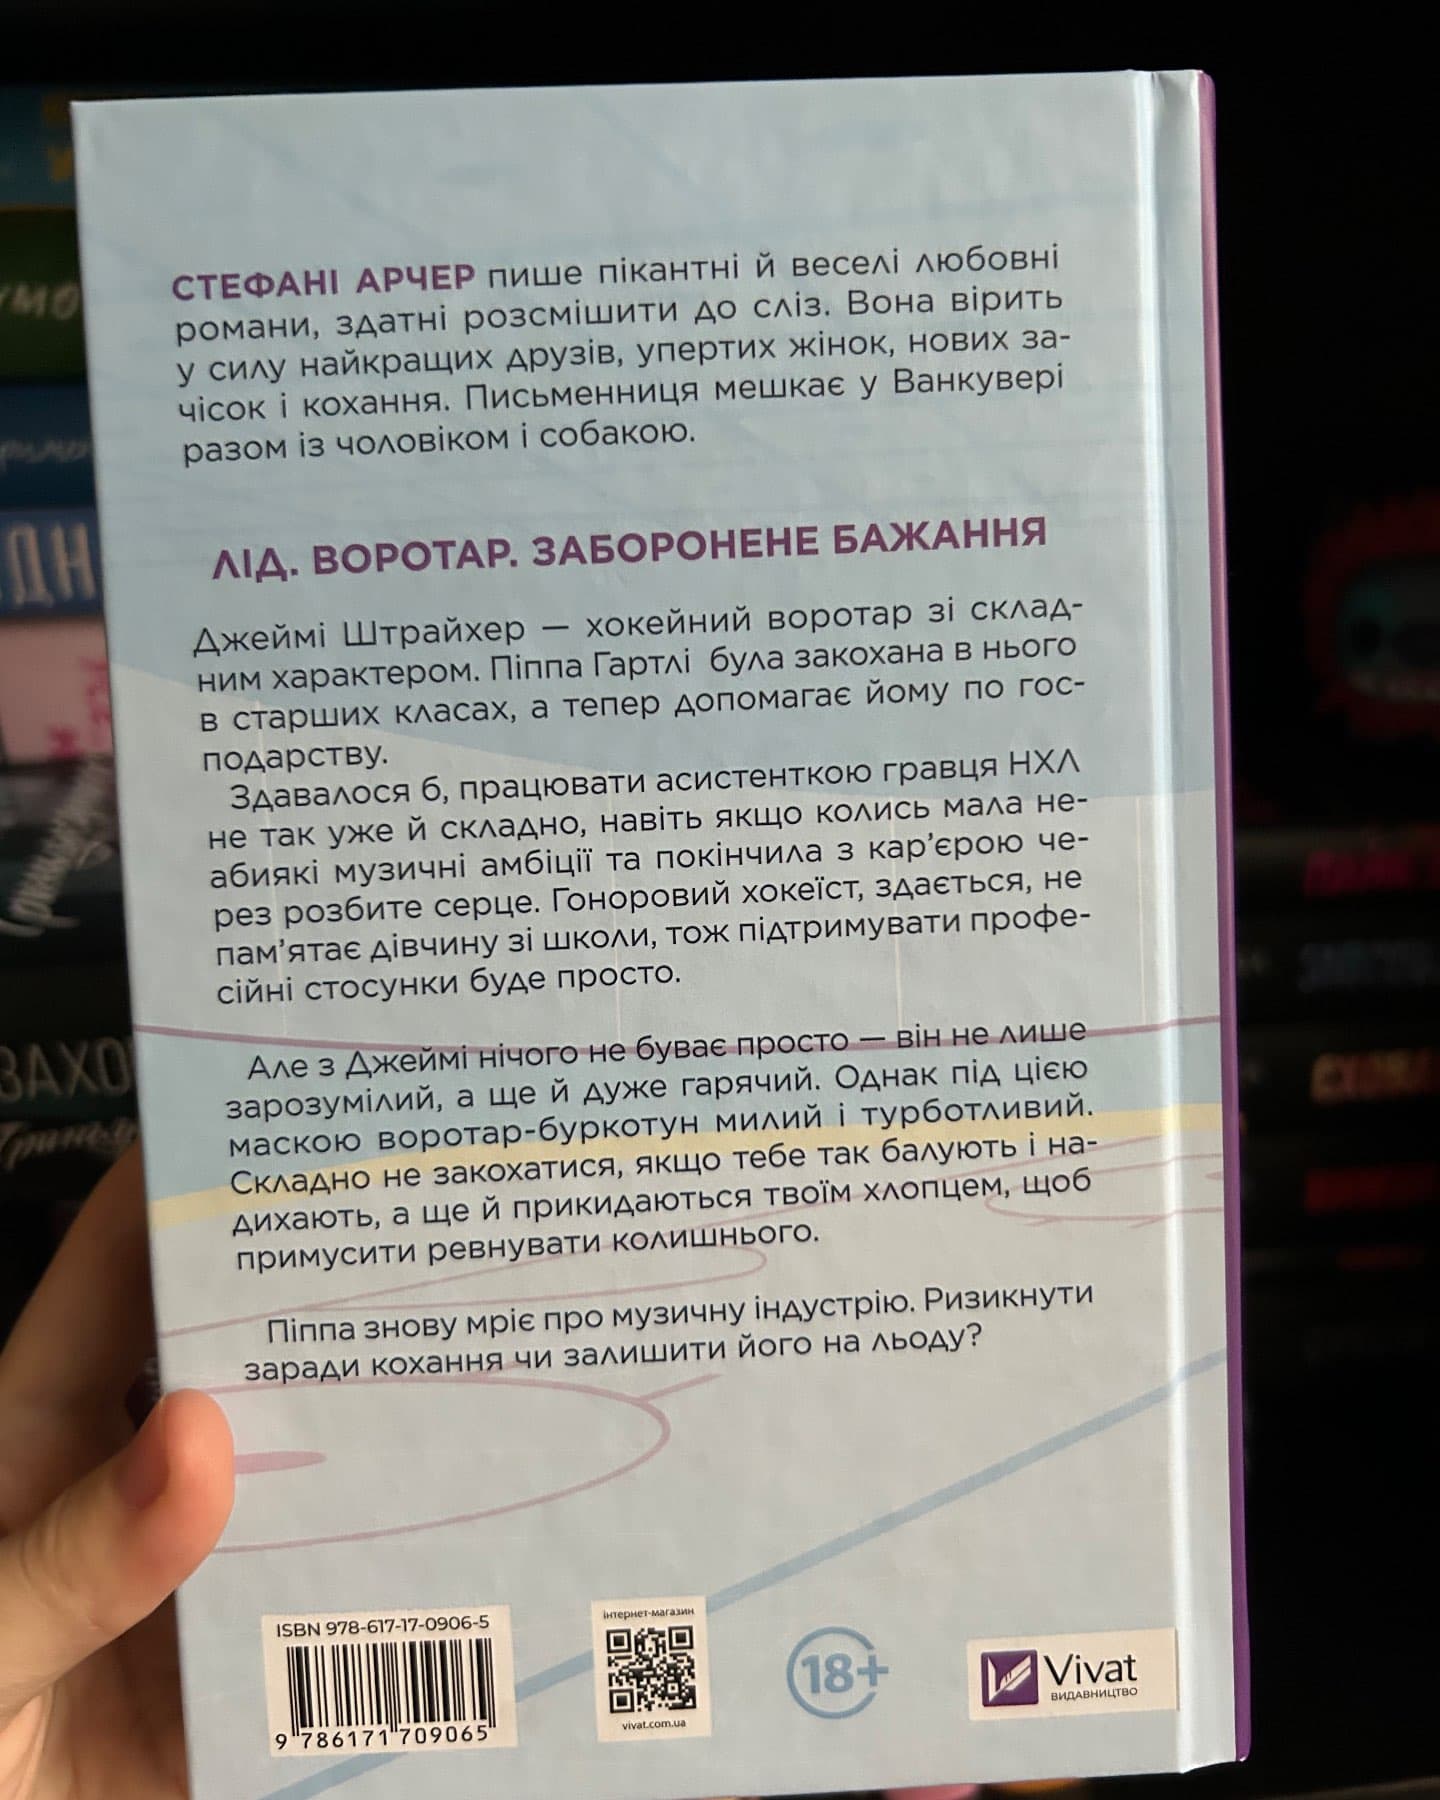 СТЕФАНІ АРЧЕР пише пікантні й веселі любовні
романи, здатні розсмішити до сліз. Вона вірить
у силу найкращих друзів, упертих жінок, нових за-
чісок і кохання. Письменниця мешкає у Ванкувері
разом із чоловіком і собакою.
ЛІД. ВОРОТАР. ЗАБОРОНЕНЕ БАЖАННЯ
Джеймі Штрайхер — хокейний воротар зі склад-
ним характером. Піппа Гартлі була закохана в нього
в старших класах, а тепер допомагає йому по гос-
подарству.
Здавалося б, працювати асистенткою гравця НХЛ
не так уже й складно, навіть якщо колись мала не-
абиякі музичні амбіції та покінчила з кар’єрою че-
рез розбите серце. Гоноровий хокеїст, здається, не
пам’ятає дівчину зі школи, тож підтримувати профе-
сійні стосунки буде просто.
Але з Джеймі нічого не буває просто — він не лише
зарозумілий, а ще й дуже гарячий. Однак під цією
маскою воротар-буркотун милий і турботливий.
Складно не закохатися, якщо тебе так балують і на-
дихають, а ще й прикидаються твоїм хлопцем, щоб
примусити ревнувати колишнього.
Піппа знову мріє про музичну індустрію. Ризикнути
заради кохання чи залишити його на льоду?
ISBN 978-617-17-0906-5
9 786171 709065
інтернет-магазин
vivat.com.ua
18+
Vivat
ВИДАВНИЦТВО
ДН